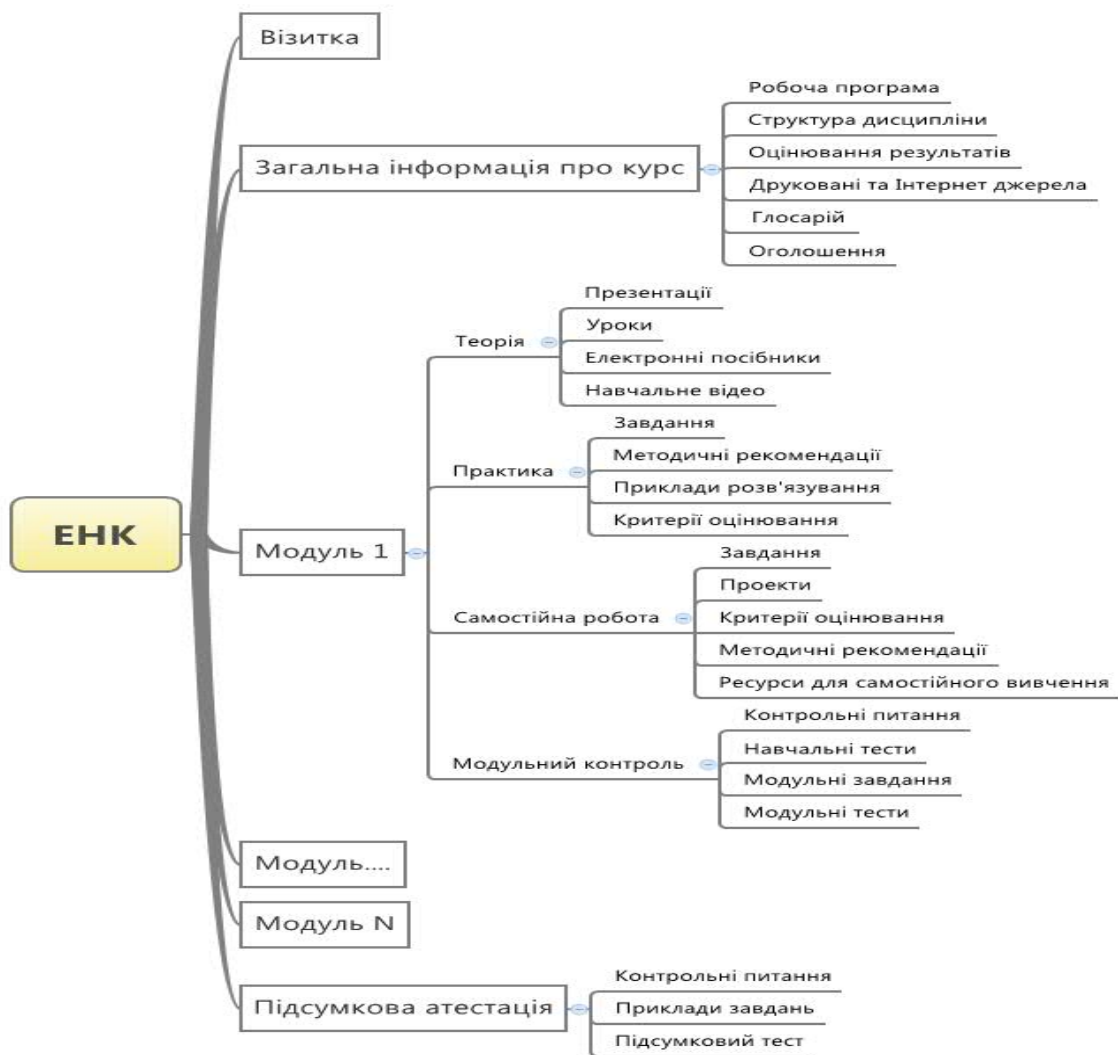 ЕНК
Візитка
Загальна інформація про курс
Робоча програма
Структура дисципліни
Оцінювання результатів
Друковані та Інтернет джерела
Глосарій
Оголошення
Модуль 1
Теорія
Презентації
Уроки
Електронні посібники
Навчальне відео
Практика
Завдання
Методичні рекомендації
Приклади розв'язування
Критерії оцінювання
Самостійна робота
Завдання
Проекти
Критерії оцінювання
Методичні рекомендації
Ресурси для самостійного вивчення
Модульний контроль
Контрольні питання
Навчальні тести
Модульні завдання
Модульні тести
Модуль....
Модуль N
Підсумкова атестація
Контрольні питання
Приклади завдань
Підсумковий тест